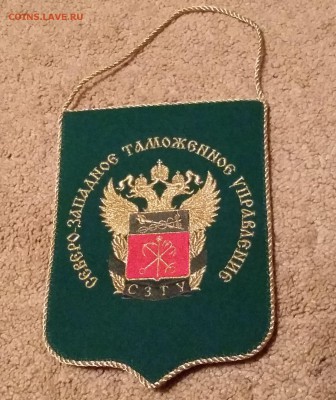 COINS.LAVE.RU
СЕВЕРО-ЗАПАДНОЕ ТАМОЖЕННОЕ УПРАВЛЕНИЕ
СЗТУ